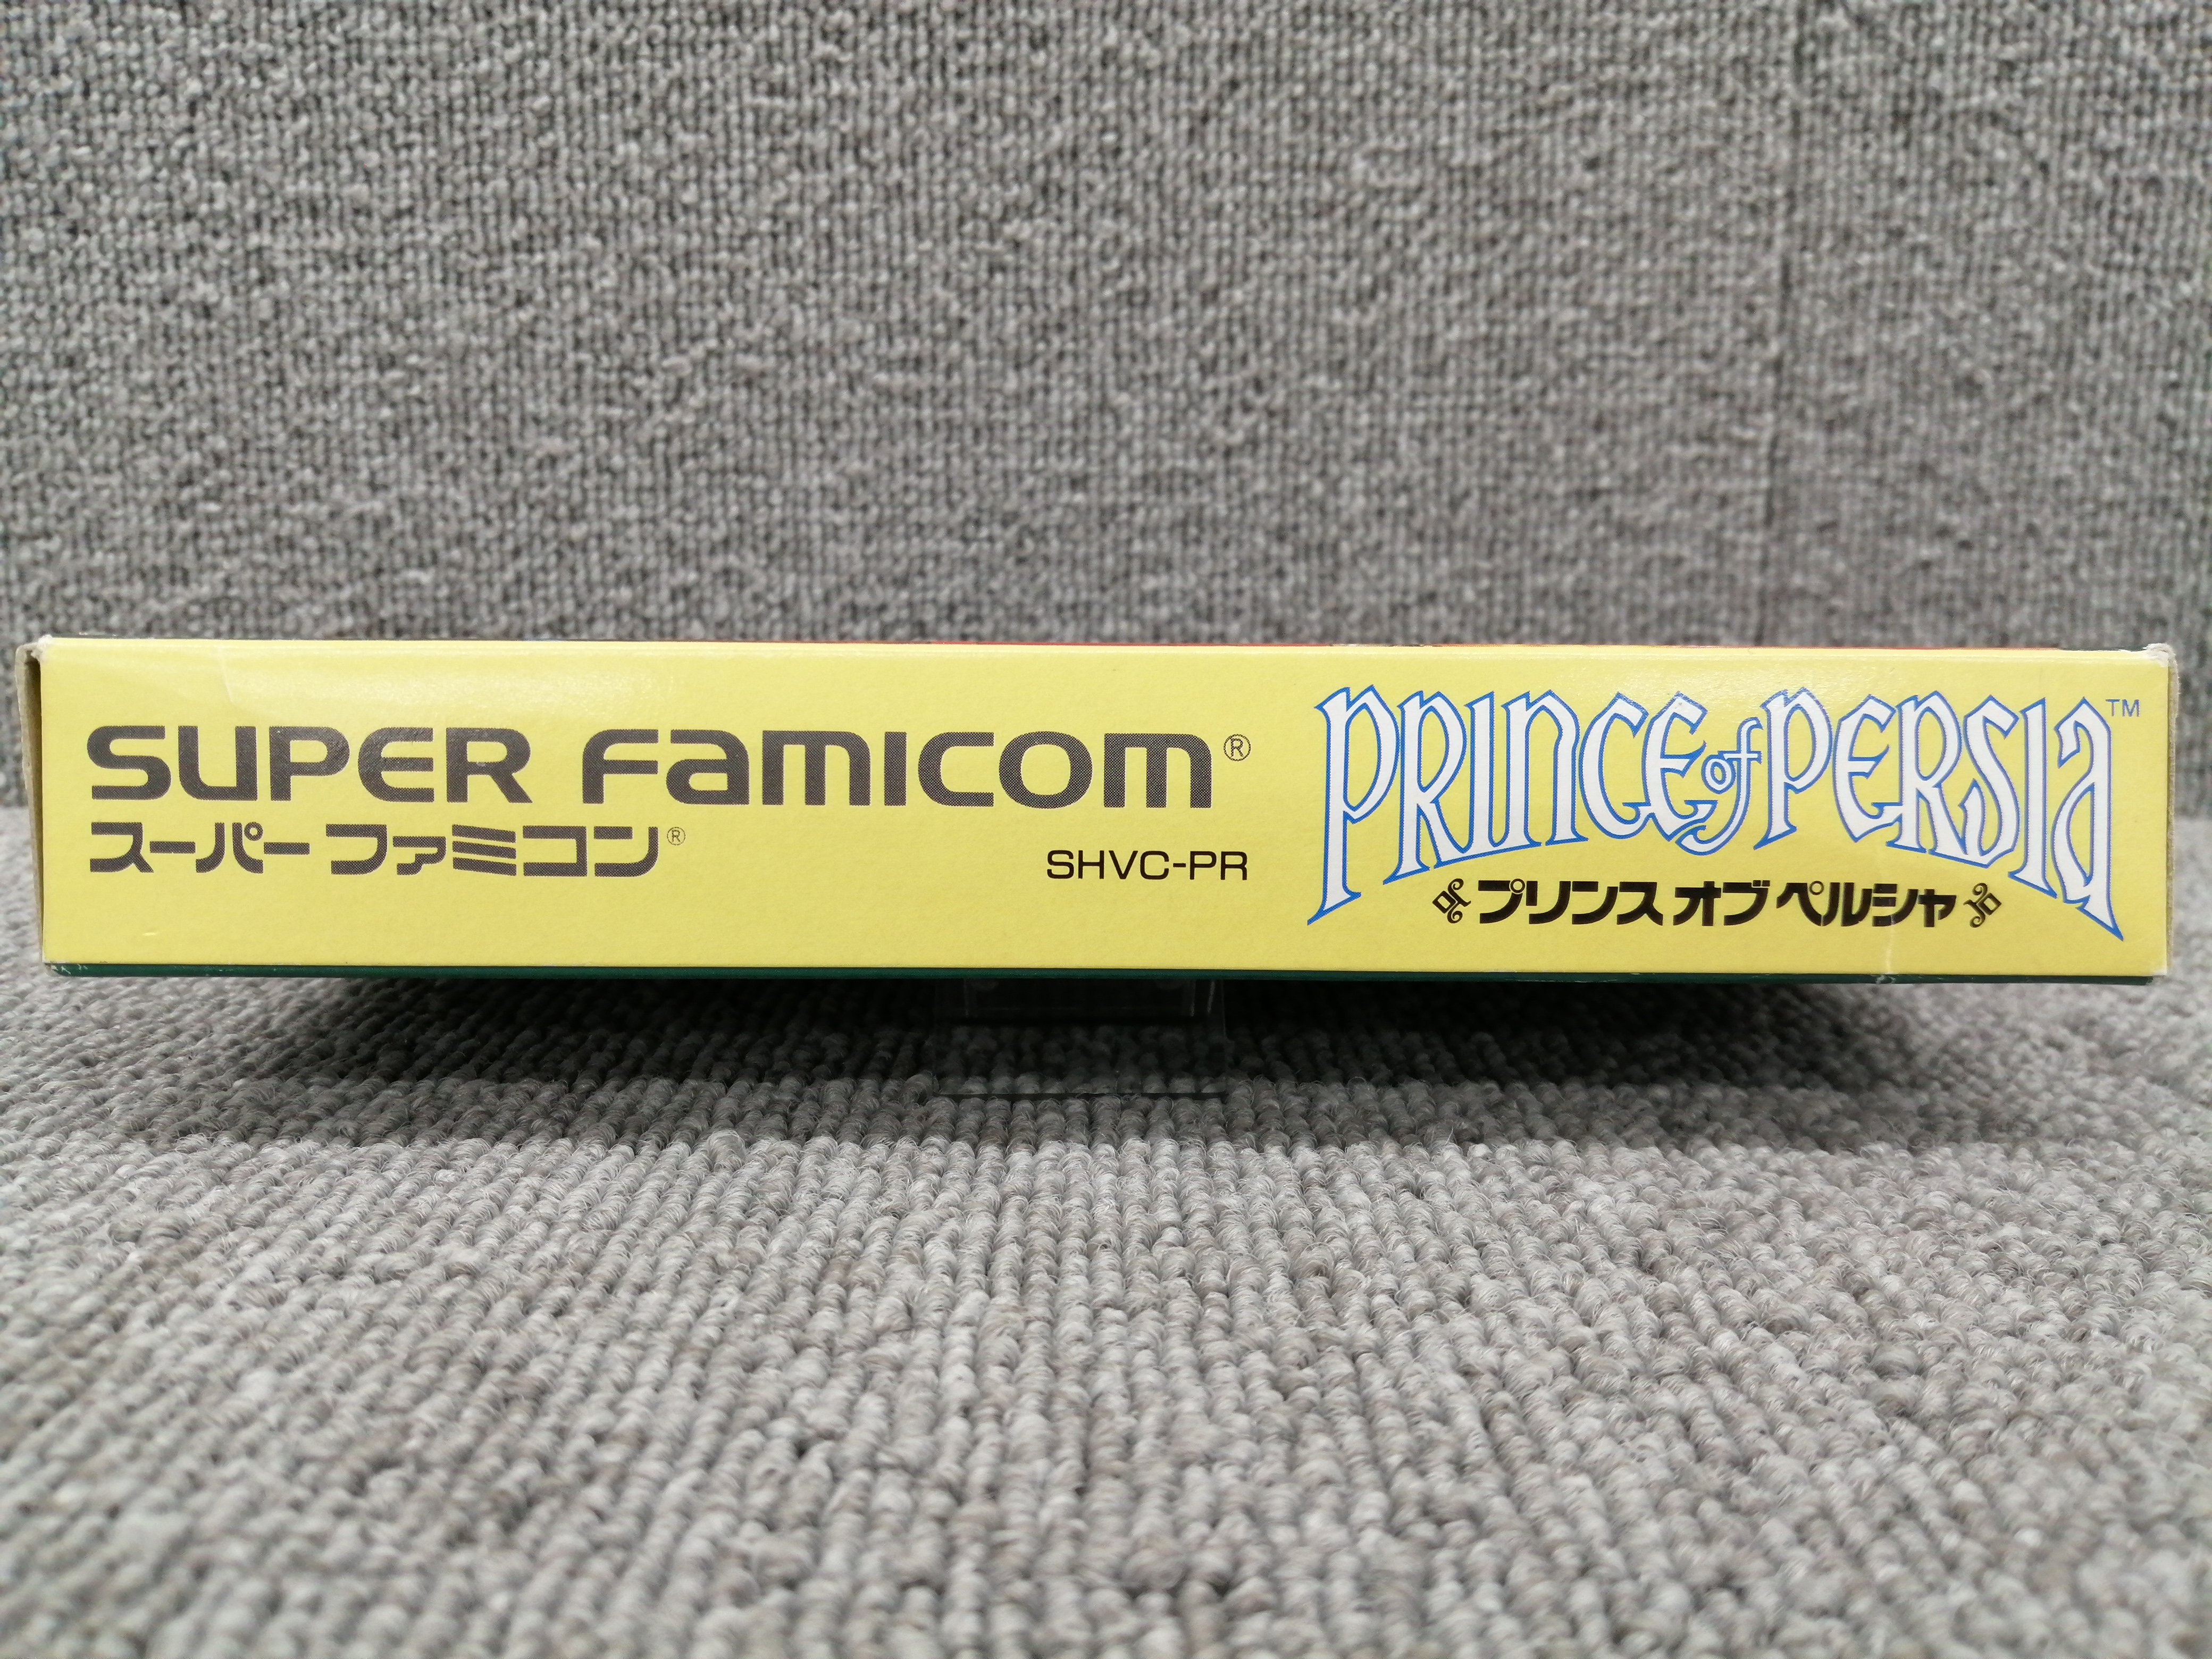 SUPER FAMICOM®
スーパー ファミコン®
SHVC-PR
PRINCE of PERSIA™
プリンス オブ ペルシャ